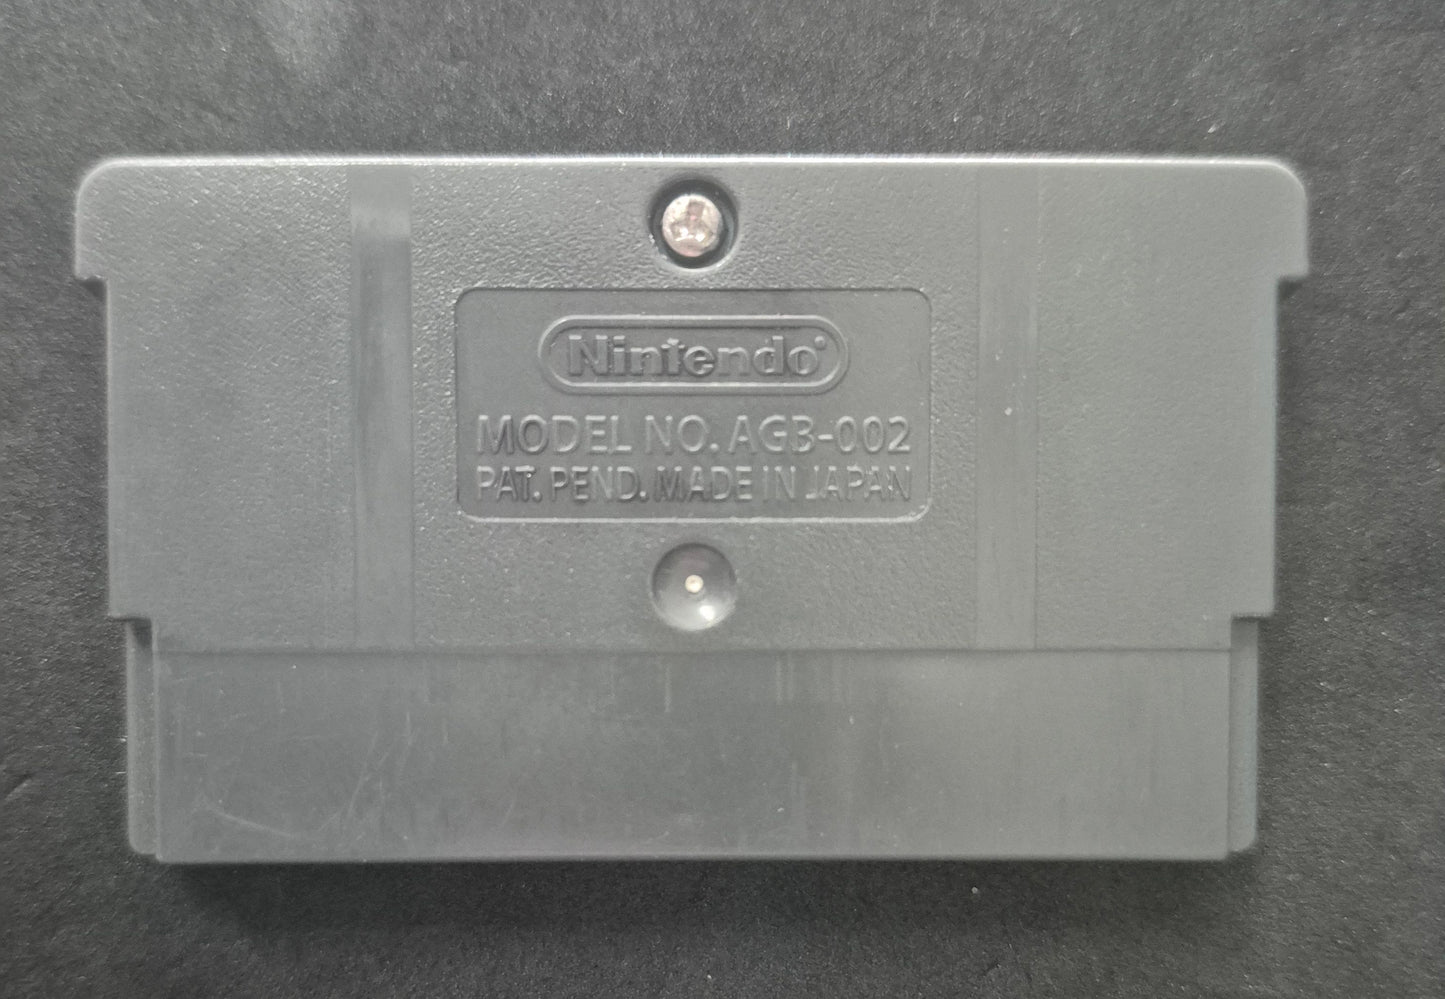 Nintendo®
MODEL NO. AGB-002
PAT. PEND. MADE IN JAPAN